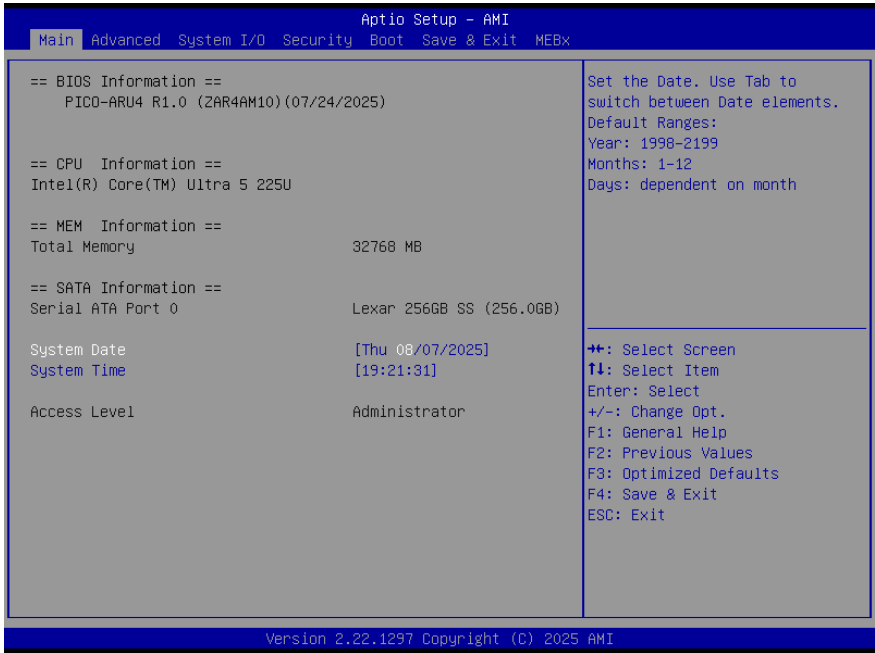 Aptio Setup - AMI
Main Advanced System I/O Security Boot Save & Exit MEBx
== BIOS Information ==
PICO-ARU4 R1.0 (ZAR4AM10)(07/24/2025)
== CPU Information ==
Intel(R) Core(TM) Ultra 5 225U
== MEM Information ==
Total Memory 32768 MB
== SATA Information ==
Serial ATA Port 0 Lexar 256GB SS (256.0GB)
System Date [Thu 08/07/2025]
System Time [19:21:31]
Access Level Administrator
Set the Date. Use Tab to
switch between Date elements.
Default Ranges:
Year: 1998-2199
Months: 1-12
Days: dependent on month
→←: Select Screen
↑↓: Select Item
Enter: Select
+/-: Change Opt.
F1: General Help
F2: Previous Values
F3: Optimized Defaults
F4: Save & Exit
ESC: Exit
Version 2.22.1297 Copyright (C) 2025 AMI